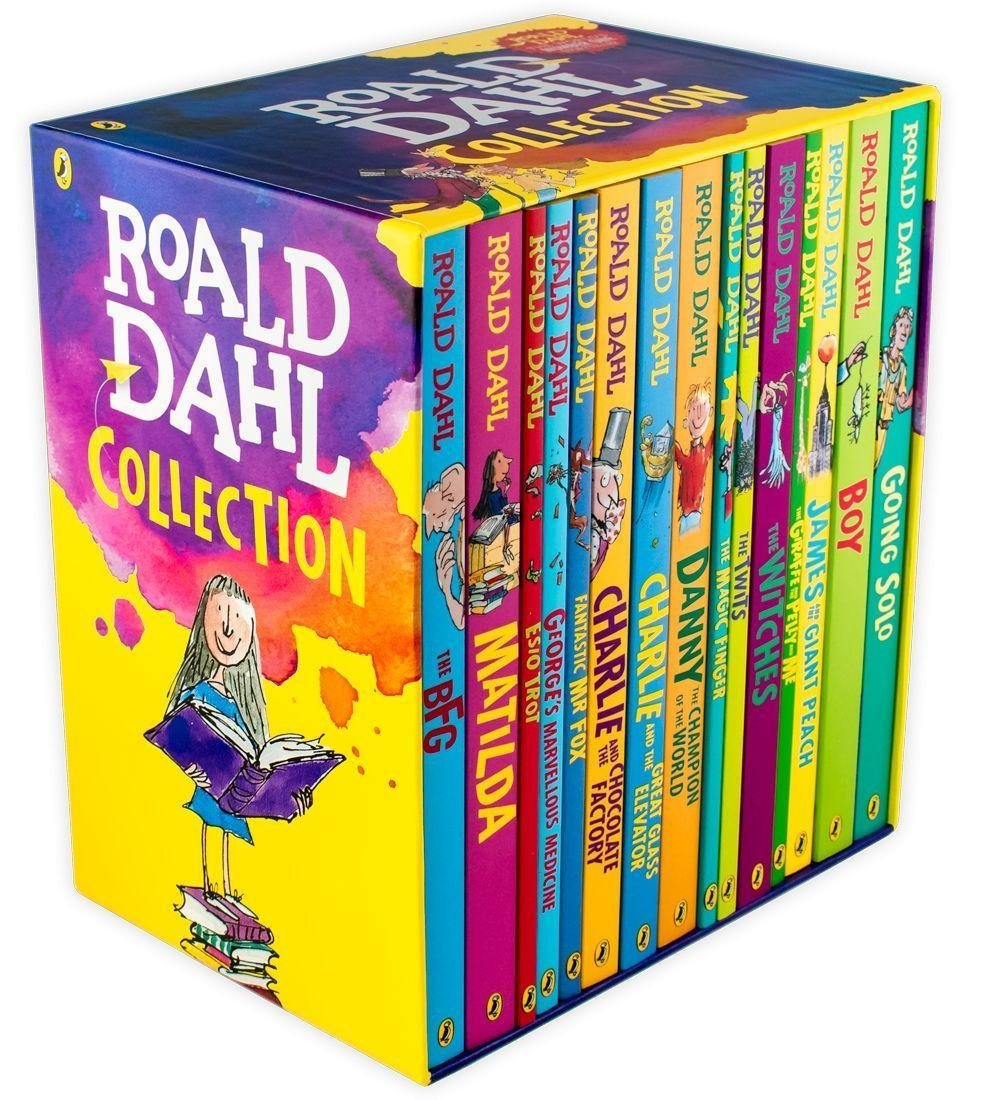 ROALD
DAHL
COLLECTION
ROALD
DAHL
COLLECTION
ROALD DAHL THE BFG
ROALD DAHL MATILDA
ROALD DAHL ESIO TROT
ROALD DAHL GEORGE'S MARVELLOUS MEDICINE
ROALD DAHL FANTASTIC MR FOX
ROALD DAHL CHARLIE AND THE CHOCOLATE FACTORY
ROALD DAHL CHARLIE AND THE GREAT GLASS ELEVATOR
ROALD DAHL DANNY THE CHAMPION OF THE WORLD
ROALD DAHL THE MAGIC FINGER
ROALD DAHL THE TWITS
ROALD DAHL THE WITCHES
ROALD DAHL THE GIRAFFE AND THE PELLY AND ME
ROALD DAHL JAMES AND THE GIANT PEACH
ROALD DAHL BOY
ROALD DAHL GOING SOLO